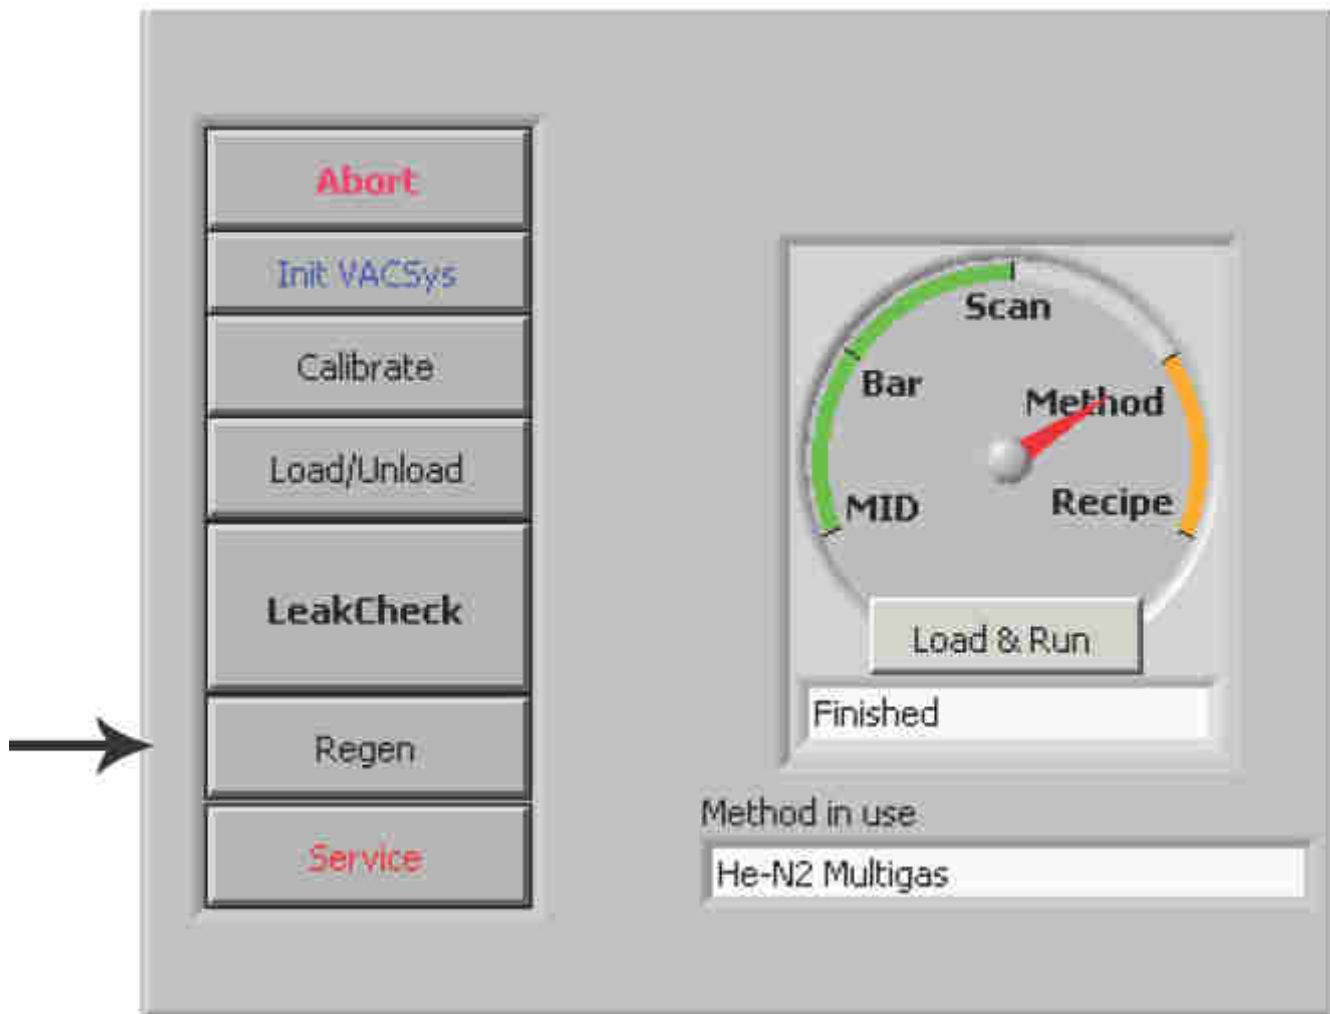 Abort
Init VACSys
Calibrate
Load/Unload
LeakCheck
Regen
Service
Scan
Bar
Method
MID
Recipe
Load & Run
Finished
Method in use
He-N2 Multigas